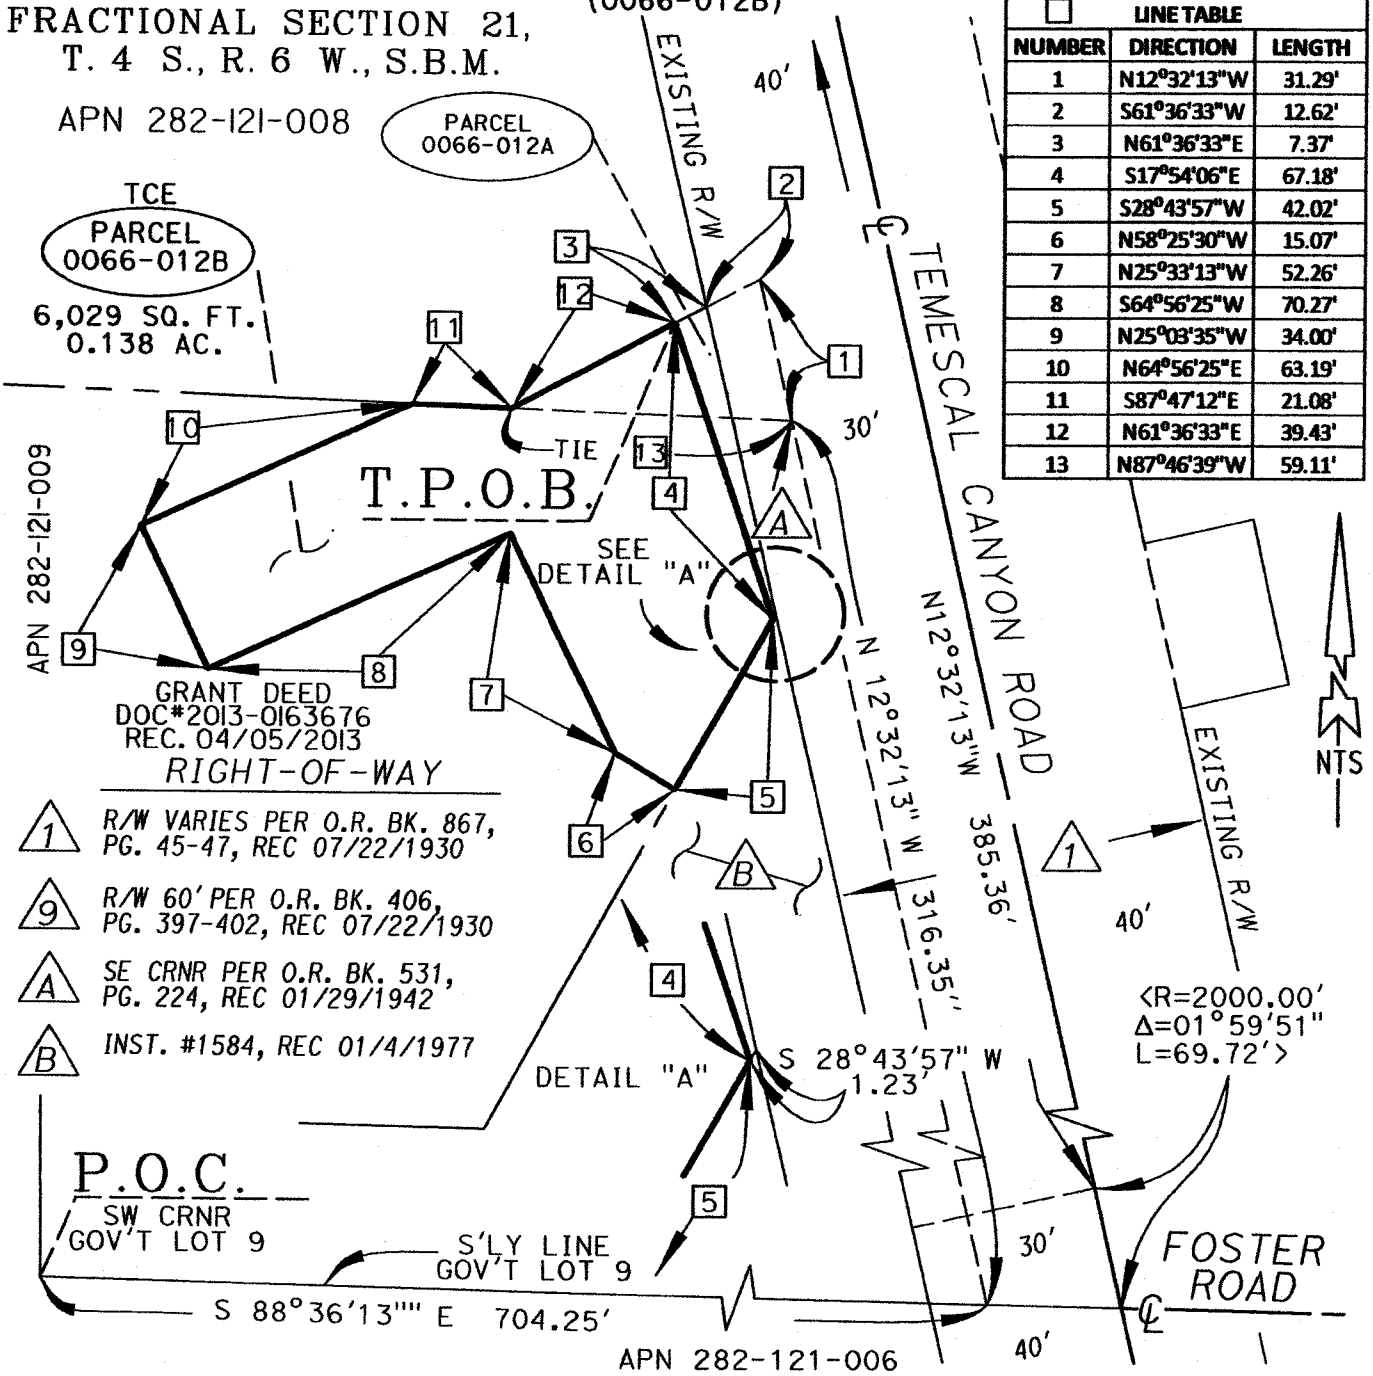 (0066-012B)
FRACTIONAL SECTION 21,
T. 4 S., R. 6 W., S.B.M.
APN 282-121-008
PARCEL
0066-012A
TCE
PARCEL
0066-012B
6,029 SQ. FT.
0.138 AC.
LINE TABLE
NUMBER DIRECTION LENGTH
1 N12°32'13"W 31.29'
2 S61°36'33"W 12.62'
3 N61°36'33"E 7.37'
4 S17°54'06"E 67.18'
5 S28°43'57"W 42.02'
6 N58°25'30"W 15.07'
7 N25°33'13"W 52.26'
8 S64°56'25"W 70.27'
9 N25°03'35"W 34.00'
10 N64°56'25"E 63.19'
11 S87°47'12"E 21.08'
12 N61°36'33"E 39.43'
13 N87°46'39"W 59.11'
EXISTING R/W
40'
2
3
12
11
1
10
TIE
13
30'
4
T.P.O.B.
A
SEE
DETAIL "A"
APN 282-121-009
9
8
7
5
6
TEMESCAL CANYON ROAD
N12°32'13"W 385.36'
N 12°32'13" W 316.35''
NTS
GRANT DEED
DOC#2013-0163676
REC. 04/05/2013
RIGHT-OF-WAY
1 R/W VARIES PER O.R. BK. 867,
PG. 45-47, REC 07/22/1930
9 R/W 60' PER O.R. BK. 406,
PG. 397-402, REC 07/22/1930
A SE CRNR PER O.R. BK. 531,
PG. 224, REC 01/29/1942
B INST. #1584, REC 01/4/1977
B
1
EXISTING R/W
40'
4
DETAIL "A"
S 28°43'57" W
1.23'
5
<R=2000.00'
Δ=01°59'51"
L=69.72'>
P.O.C.
SW CRNR
GOV'T LOT 9
S'LY LINE
GOV'T LOT 9
S 88°36'13"" E 704.25'
30'
FOSTER
ROAD
40'
APN 282-121-006